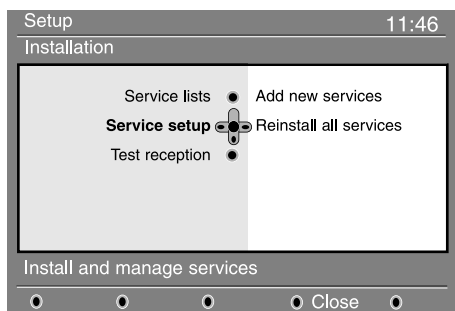 Setup 11:46
Installation
Service lists Add new services
Service setup Reinstall all services
Test reception
Install and manage services
Close